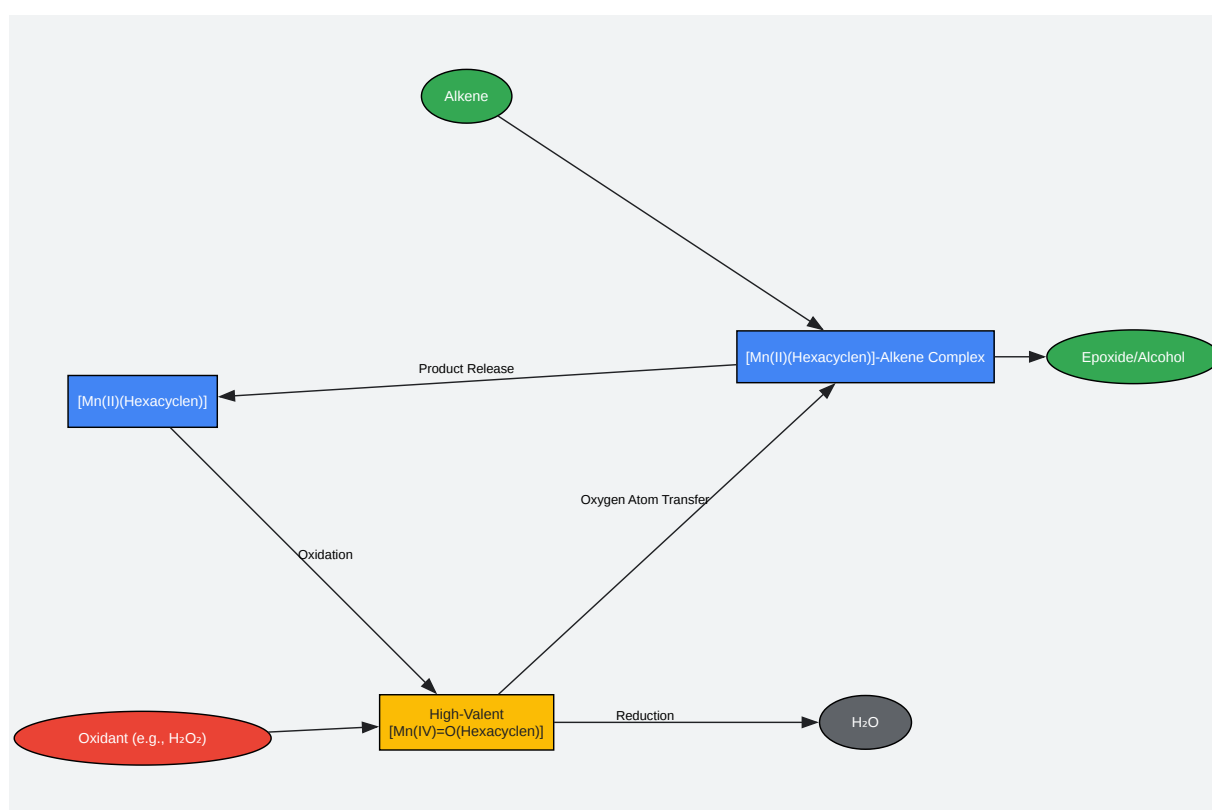 Alkene
[Mn(II)(Hexacyclen)]-Alkene Complex
Epoxide/Alcohol
Product Release
[Mn(II)(Hexacyclen)]
Oxygen Atom Transfer
Oxidation
High-Valent
[Mn(IV)=O(Hexacyclen)]
Reduction
H₂O
Oxidant (e.g., H₂O₂)